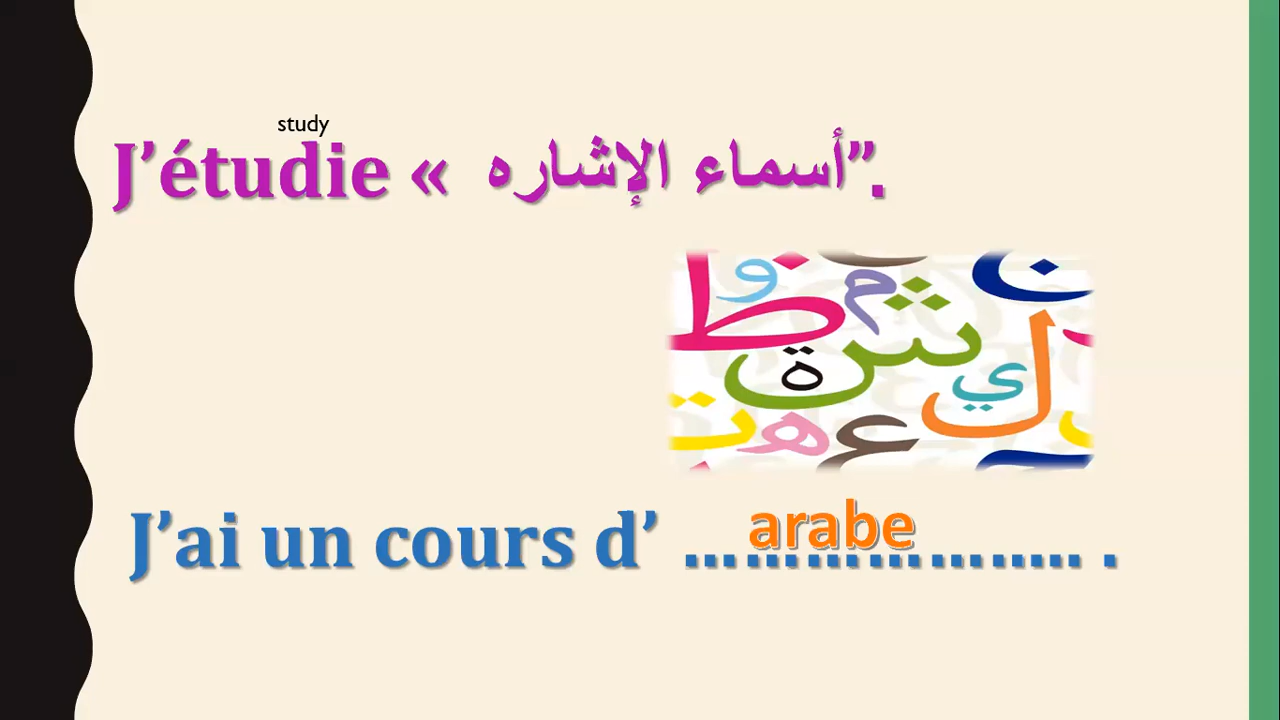 study
J’étudie « أسماء الإشاره”.
و م ش ن
ظ ة ي ك
ت ه ع
J’ai un cours d’ ………………….. .
arabe